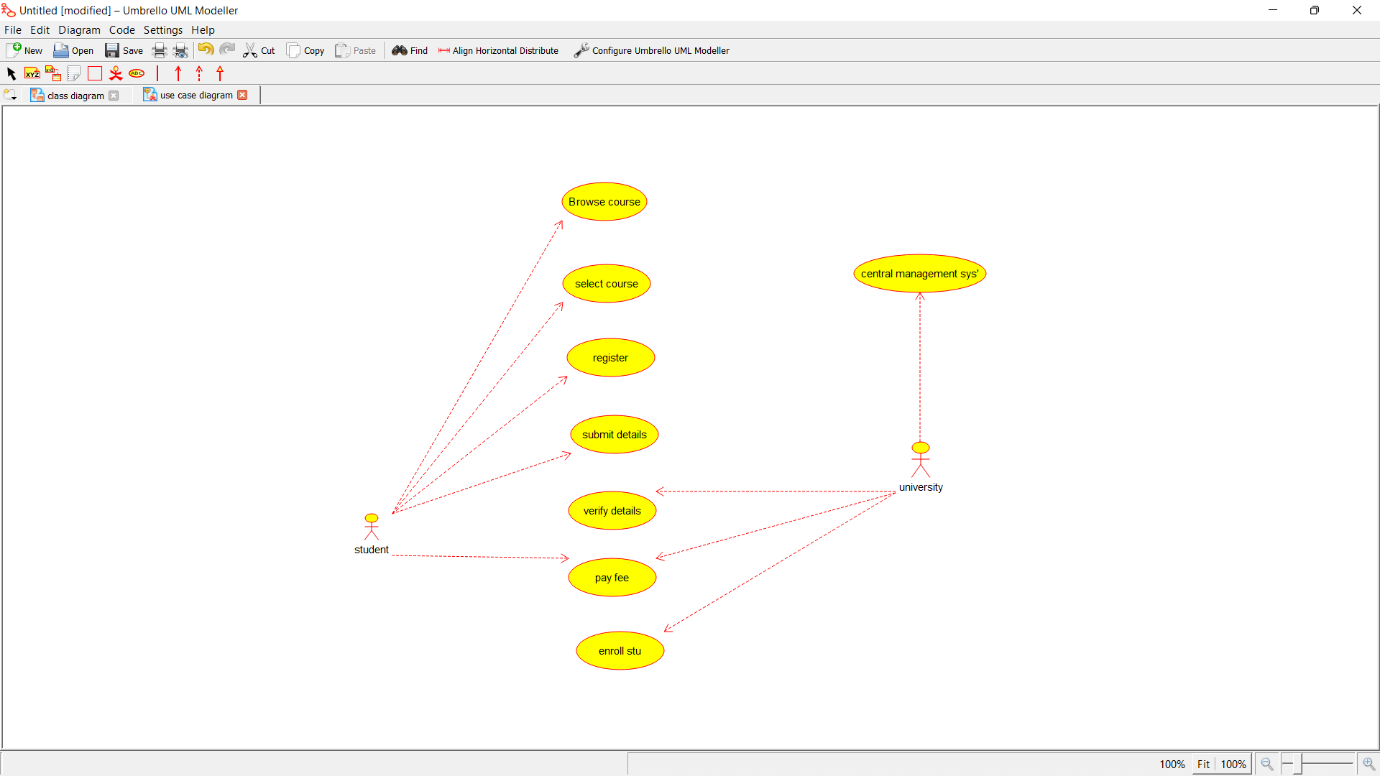 Untitled [modified] – Umbrello UML Modeller
File Edit Diagram Code Settings Help
New Open Save Cut Copy Paste Find Align Horizontal Distribute Configure Umbrello UML Modeller
XYZ ABC
class diagram use case diagram
Browse course
central management sys'
select course
register
submit details
university
verify details
student
pay fee
enroll stu
100% Fit 100%